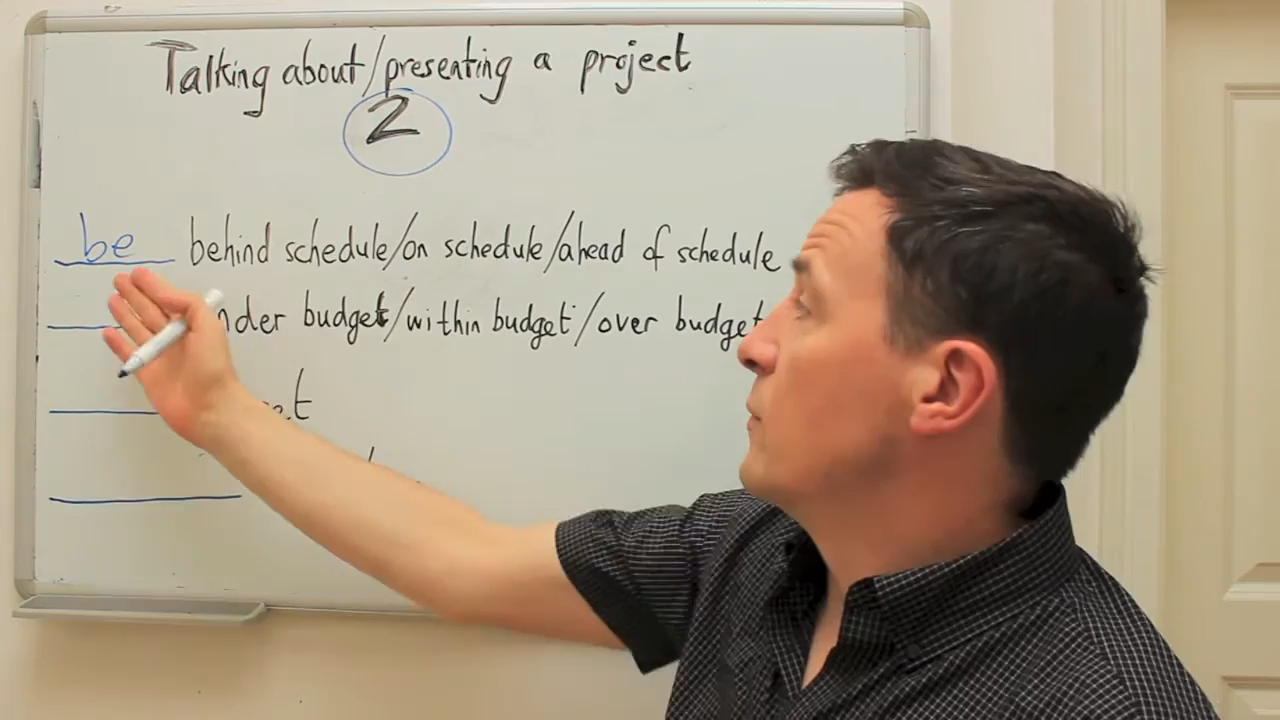 Talking about/presenting a project
2
be behind schedule/on schedule/ahead of schedule
budget/within budget/over budget